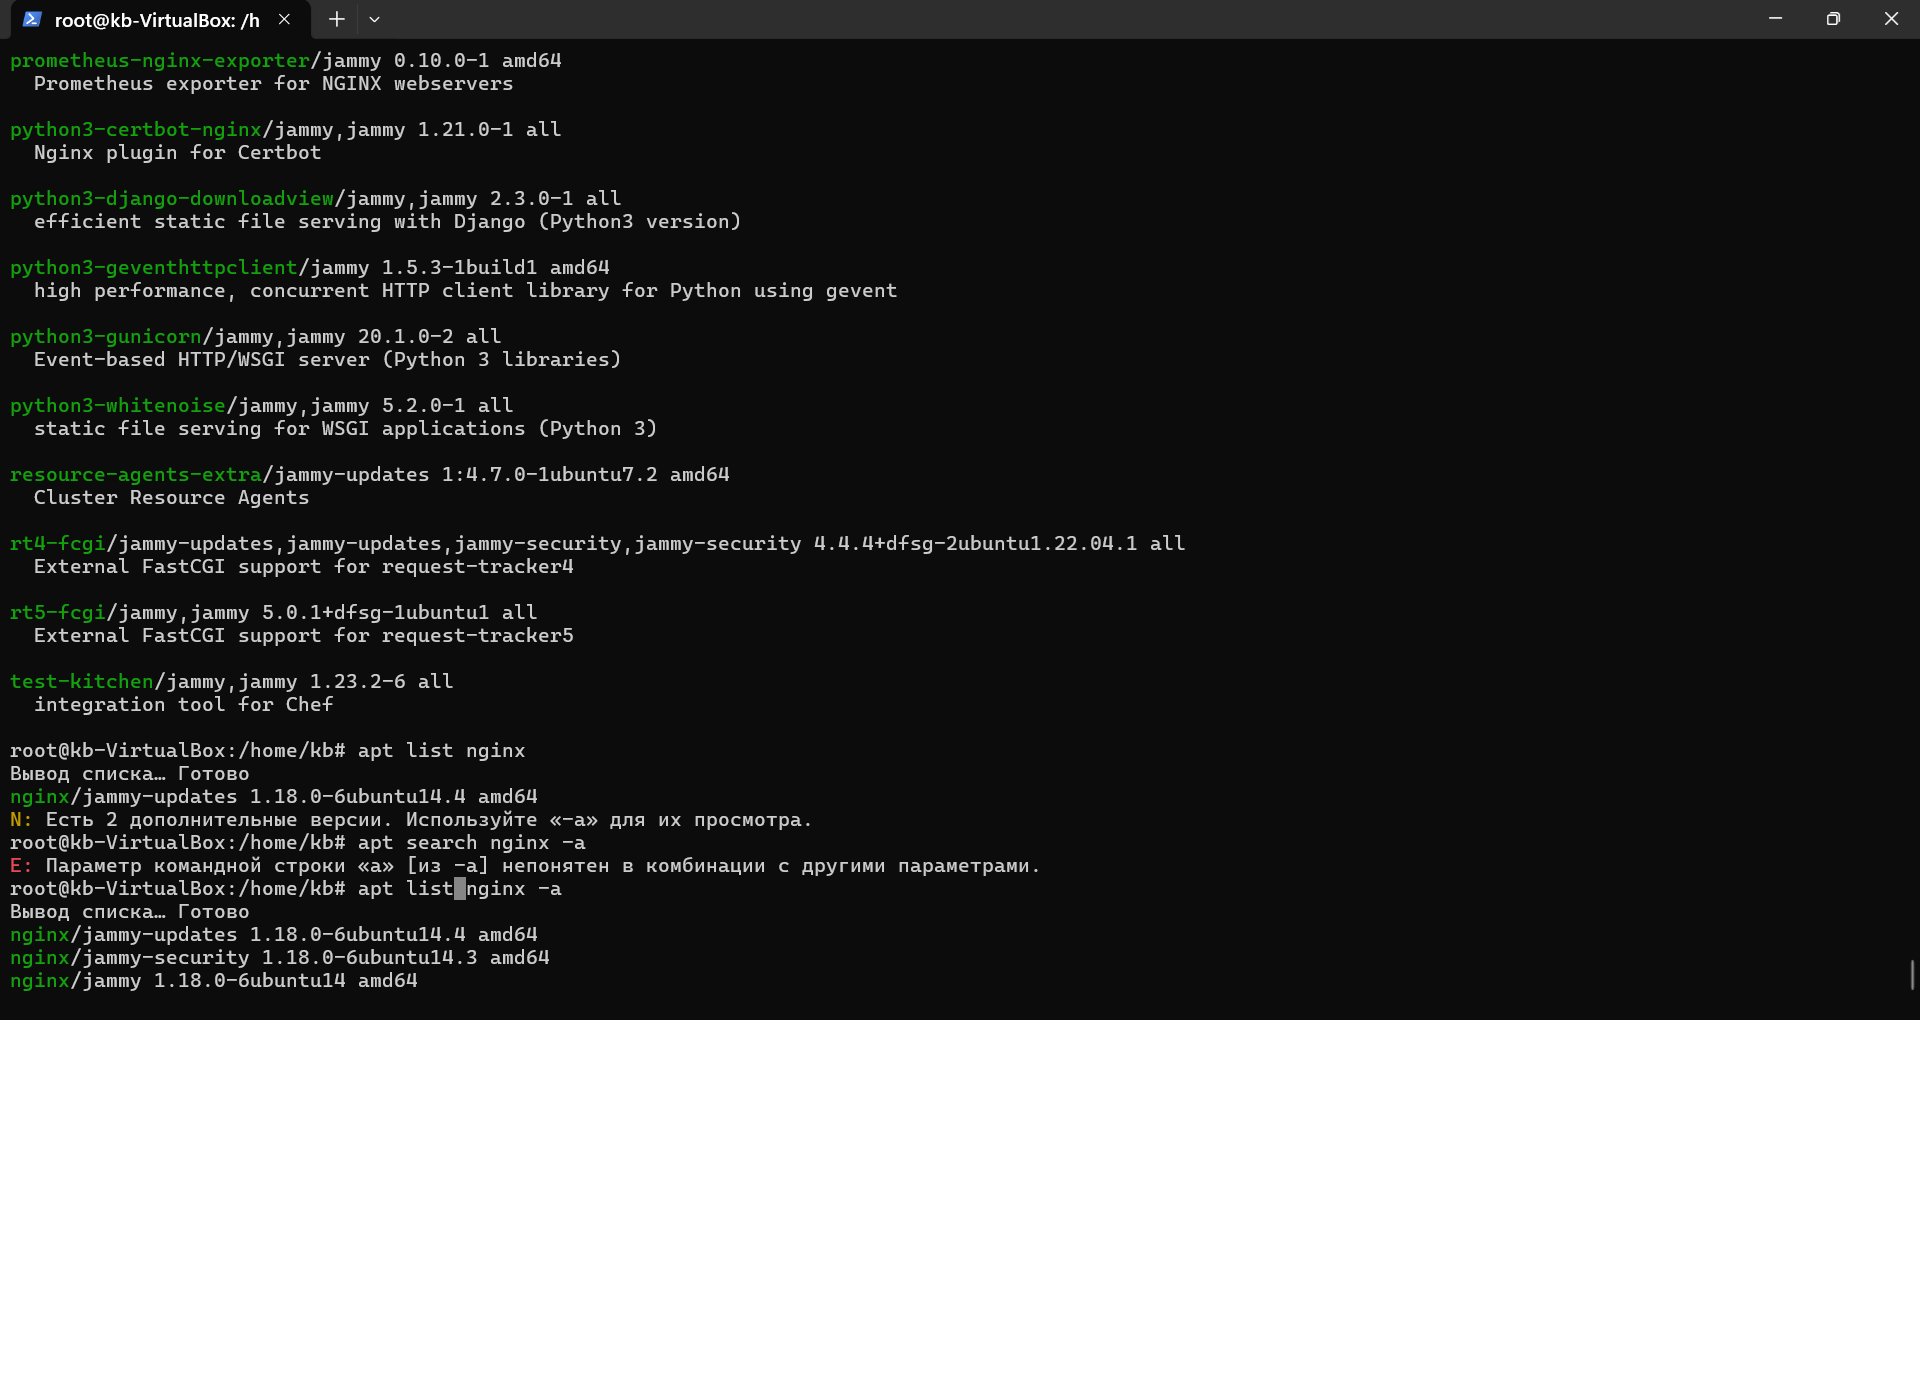 root@kb-VirtualBox: /h
prometheus-nginx-exporter/jammy 0.10.0-1 amd64
  Prometheus exporter for NGINX webservers
python3-certbot-nginx/jammy,jammy 1.21.0-1 all
  Nginx plugin for Certbot
python3-django-downloadview/jammy,jammy 2.3.0-1 all
  efficient static file serving with Django (Python3 version)
python3-geventhttpclient/jammy 1.5.3-1build1 amd64
  high performance, concurrent HTTP client library for Python using gevent
python3-gunicorn/jammy,jammy 20.1.0-2 all
  Event-based HTTP/WSGI server (Python 3 libraries)
python3-whitenoise/jammy,jammy 5.2.0-1 all
  static file serving for WSGI applications (Python 3)
resource-agents-extra/jammy-updates 1:4.7.0-1ubuntu7.2 amd64
  Cluster Resource Agents
rt4-fcgi/jammy-updates,jammy-updates,jammy-security,jammy-security 4.4.4+dfsg-2ubuntu1.22.04.1 all
  External FastCGI support for request-tracker4
rt5-fcgi/jammy,jammy 5.0.1+dfsg-1ubuntu1 all
  External FastCGI support for request-tracker5
test-kitchen/jammy,jammy 1.23.2-6 all
  integration tool for Chef
root@kb-VirtualBox:/home/kb# apt list nginx
Вывод списка… Готово
nginx/jammy-updates 1.18.0-6ubuntu14.4 amd64
N: Есть 2 дополнительные версии. Используйте «-a» для их просмотра.
root@kb-VirtualBox:/home/kb# apt search nginx -a
E: Параметр командной строки «a» [из -a] непонятен в комбинации с другими параметрами.
root@kb-VirtualBox:/home/kb# apt list nginx -a
Вывод списка… Готово
nginx/jammy-updates 1.18.0-6ubuntu14.4 amd64
nginx/jammy-security 1.18.0-6ubuntu14.3 amd64
nginx/jammy 1.18.0-6ubuntu14 amd64